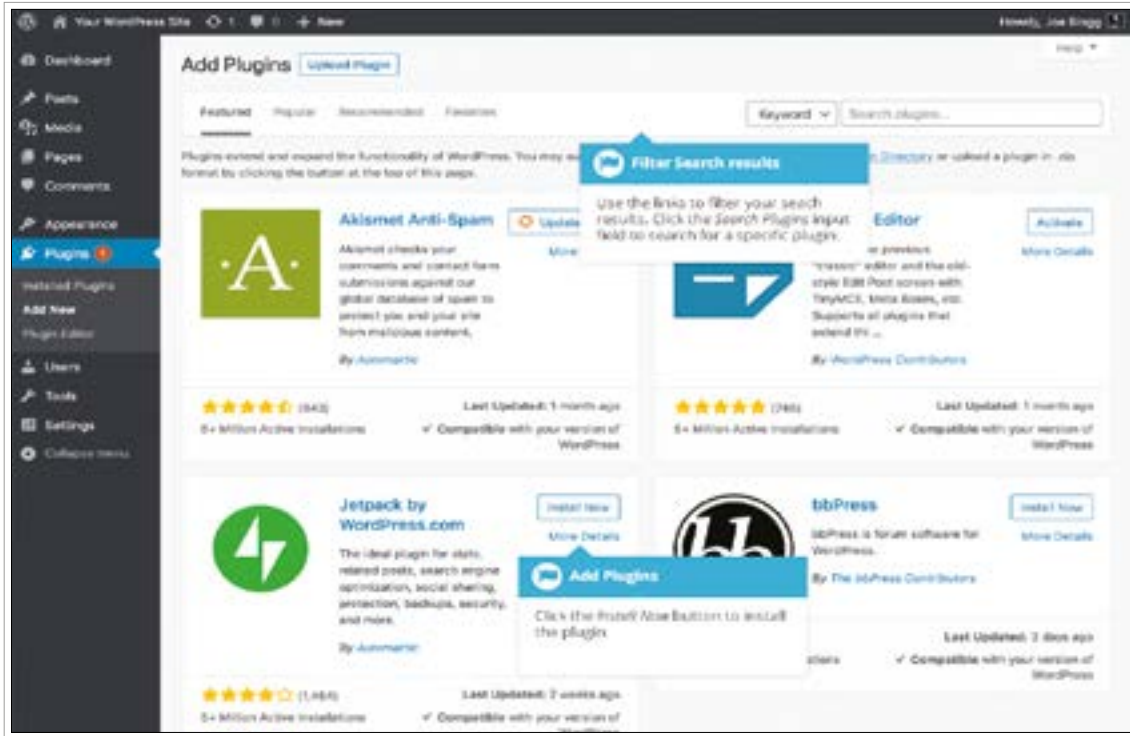 Your WordPress Site 1 0 + New
Howdy, Joe Bingg
Help
Dashboard
Posts
Media
Pages
Comments
Appearance
Plugins 1
Installed Plugins
Add New
Plugin Editor
Users
Tools
Settings
Collapse menu
Add Plugins Upload Plugin
Featured Popular Recommended Favorites
Keyword Search plugins...
Plugins extend and expand the functionality of WordPress. You may
Directory or upload a plugin in .zip
format by clicking the button at the top of this page.
Filter Search results
Use the links to filter your seach
results. Click the Search Plugins input
field to search for a specific plugin.
·A·
Akismet Anti-Spam
Update
More
Akismet checks your
comments and contact form
submissions against our
global database of spam to
protect you and your site
from malicious content.
By Automattic
Last Updated: 1 month ago
5+ Million Active Installations
✓ Compatible with your version of
WordPress
Editor
Activate
More Details
previous
"classic" editor and the old-
style Edit Post screen with
TinyMCE, Meta Boxes, etc.
Supports all plugins that
extend thi ...
By WordPress Contributors
Last Updated: 1 month ago
5+ Million Active Installations
✓ Compatible with your version of
WordPress
Jetpack by
WordPress.com
Install Now
More Details
The ideal plugin for stats,
related posts, search engine
optimization, social sharing,
protection, backups, security,
and more.
By Automattic
Last Updated: 2 weeks ago
5+ Million Active Installations
✓ Compatible with your version of
bb
bbPress
Install Now
More Details
bbPress is forum software for
WordPress.
By The bbPress Contributors
Last Updated: 3 days ago
✓ Compatible with your version of
WordPress
Add Plugins
Click the Install Now button to install
the plugin